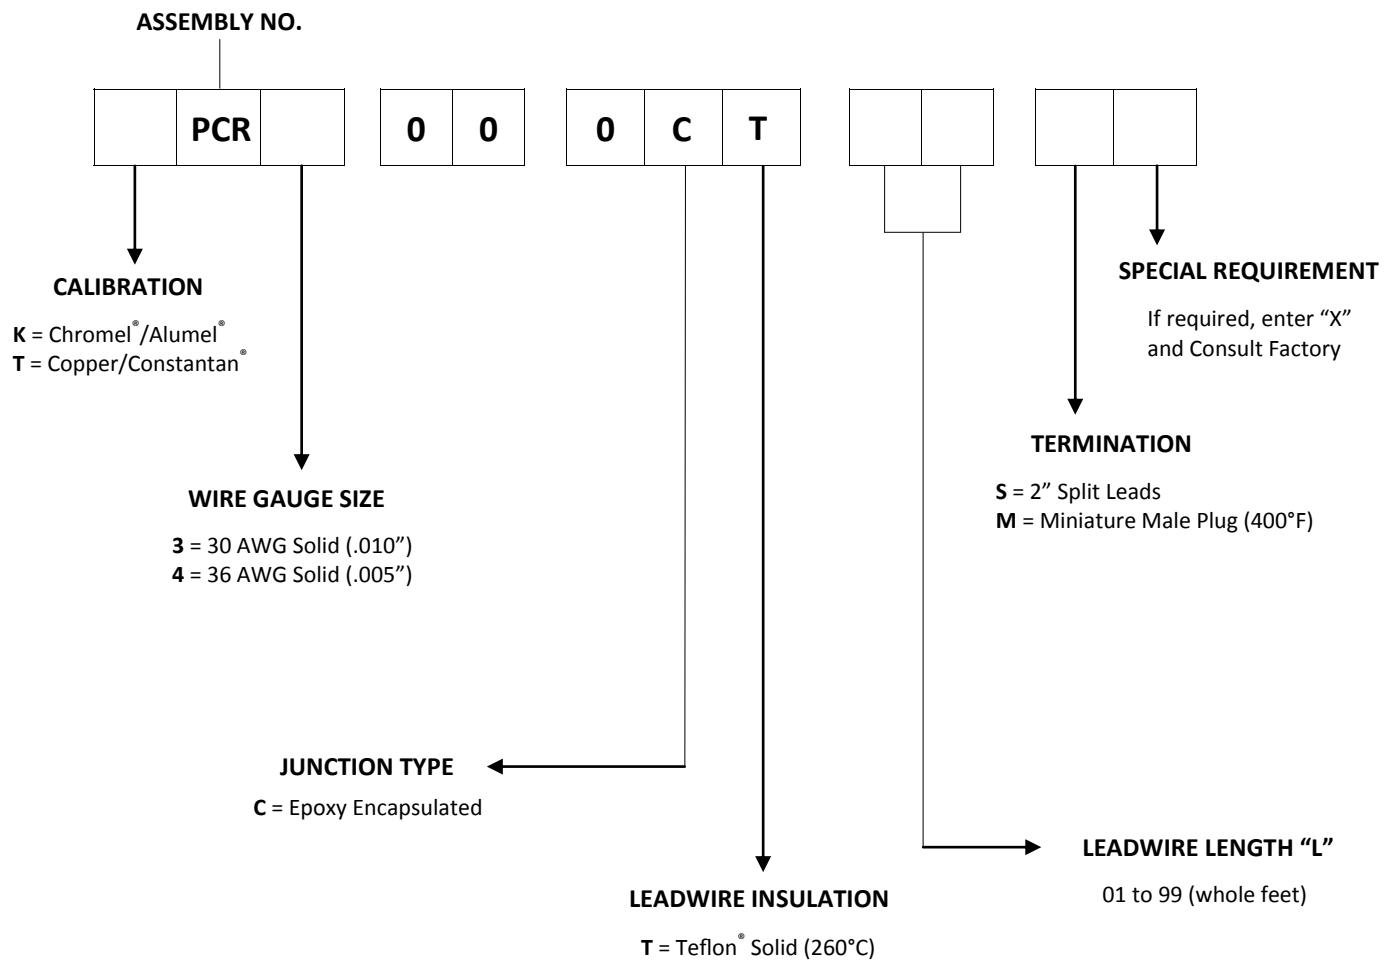 ASSEMBLY NO.
PCR 0 0 0 C T
CALIBRATION
K = Chromel®/Alumel®
T = Copper/Constantan®
SPECIAL REQUIREMENT
If required, enter “X”
and Consult Factory
WIRE GAUGE SIZE
3 = 30 AWG Solid (.010”)
4 = 36 AWG Solid (.005”)
TERMINATION
S = 2” Split Leads
M = Miniature Male Plug (400°F)
JUNCTION TYPE
C = Epoxy Encapsulated
LEADWIRE LENGTH “L”
01 to 99 (whole feet)
LEADWIRE INSULATION
T = Teflon® Solid (260°C)